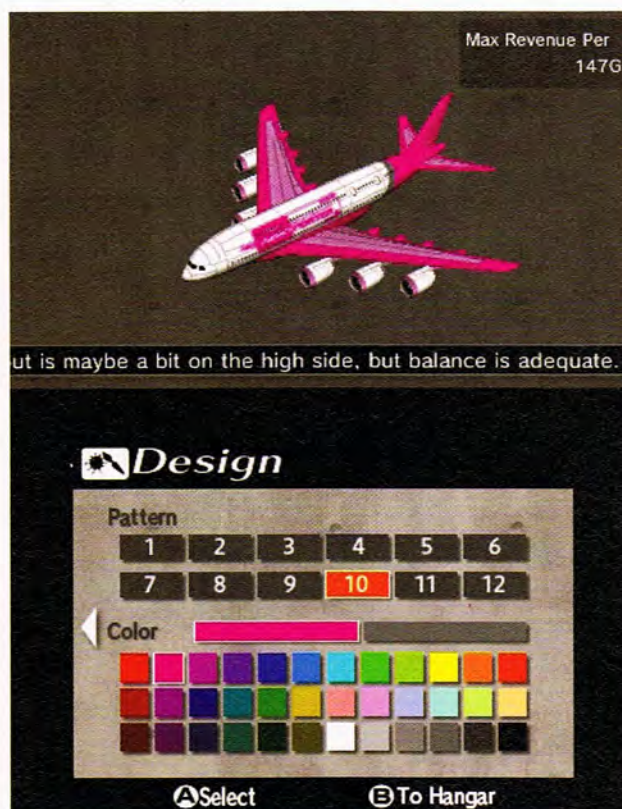 Max Revenue Per
147G
ut is maybe a bit on the high side, but balance is adequate.
Design
Pattern
1 2 3 4 5 6
7 8 9 10 11 12
Color
A Select B To Hangar